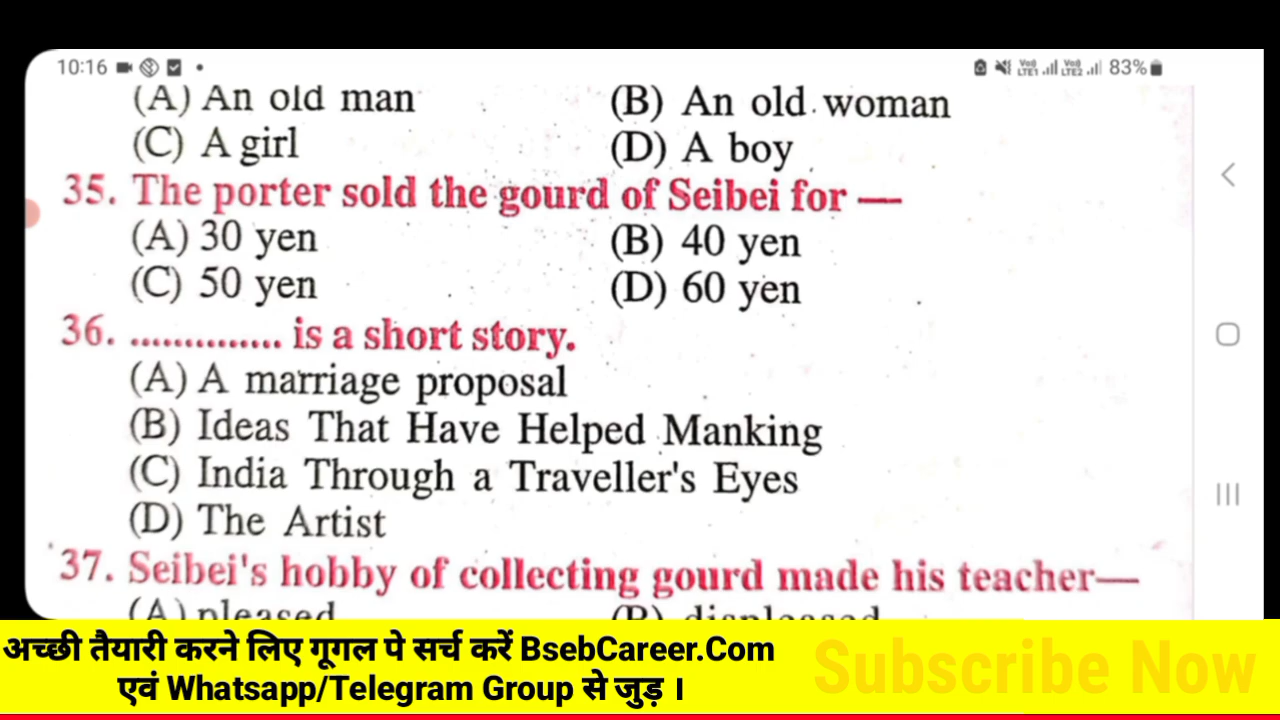 10:16 83%
(A) An old man (B) An old woman
(C) A girl (D) A boy
35. The porter sold the gourd of Seibei for —
(A) 30 yen (B) 40 yen
(C) 50 yen (D) 60 yen
36. .............. is a short story.
(A) A marriage proposal
(B) Ideas That Have Helped Manking
(C) India Through a Traveller's Eyes
(D) The Artist
37. Seibei's hobby of collecting gourd made his teacher—
(A) pleased (B) displeased
अच्छी तैयारी करने लिए गूगल पे सर्च करें BsebCareer.Com
एवं Whatsapp/Telegram Group से जुड़ ।
Subscribe Now